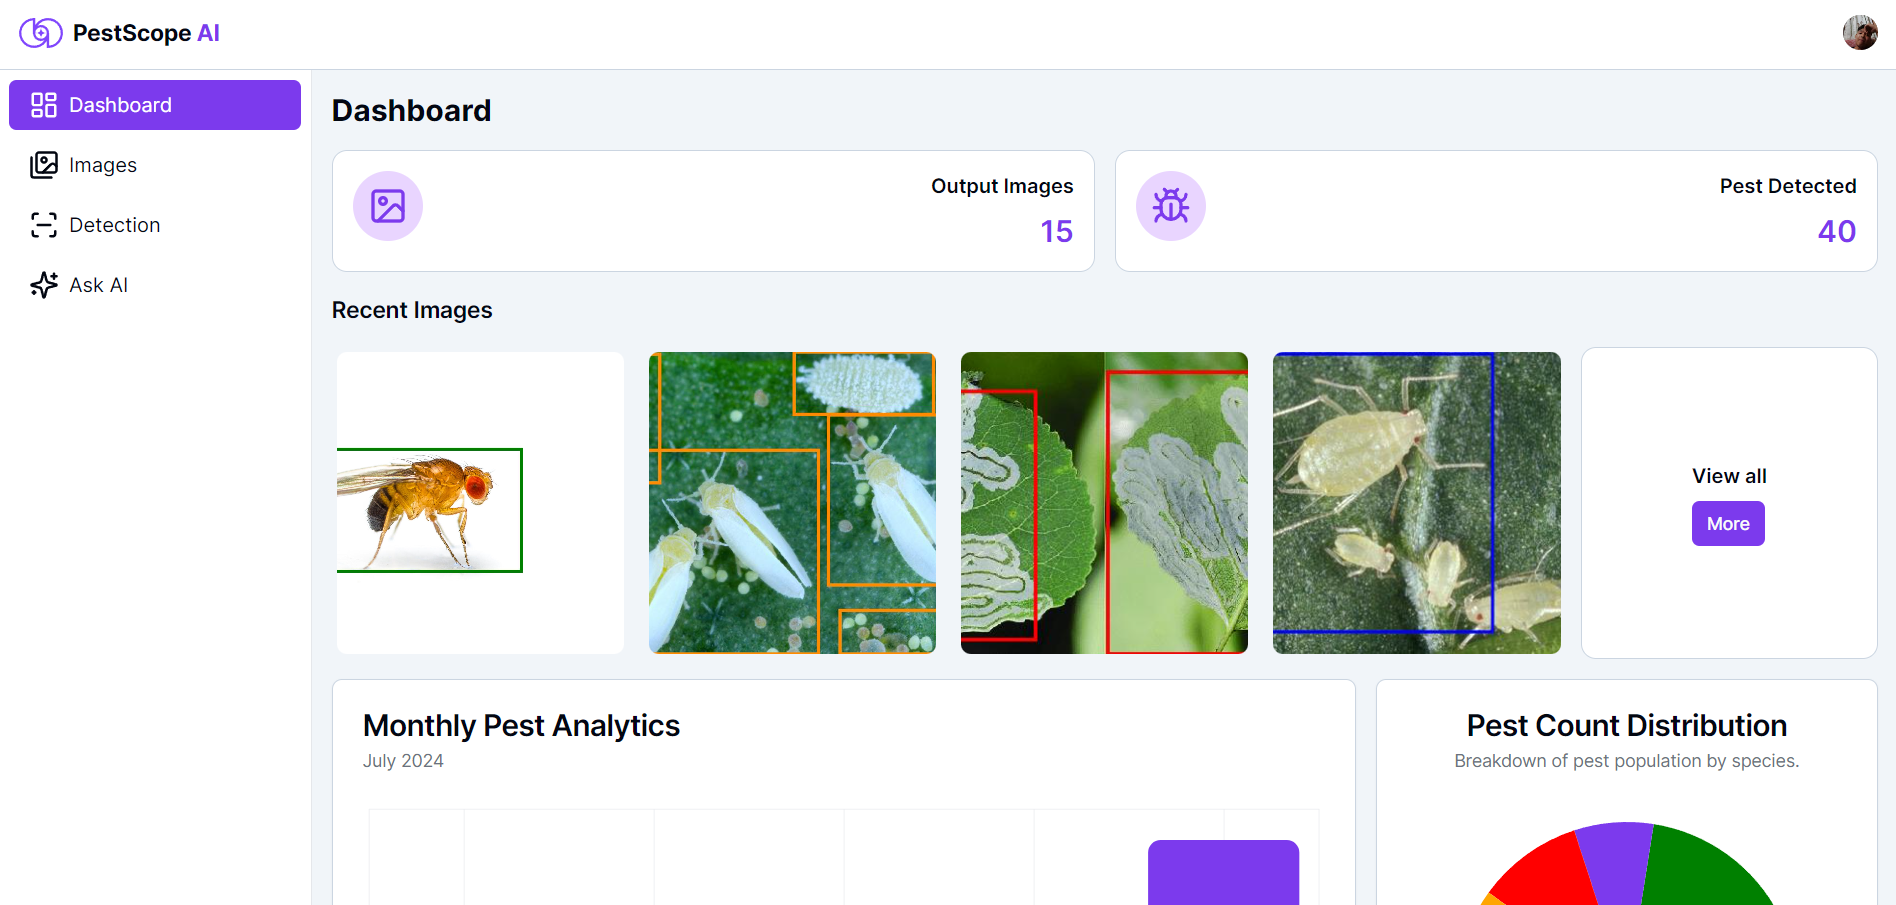 PestScope AI
Dashboard
Images
Detection
Ask AI
Dashboard
Output Images
15
Pest Detected
40
Recent Images
View all
More
Monthly Pest Analytics
July 2024
Pest Count Distribution
Breakdown of pest population by species.